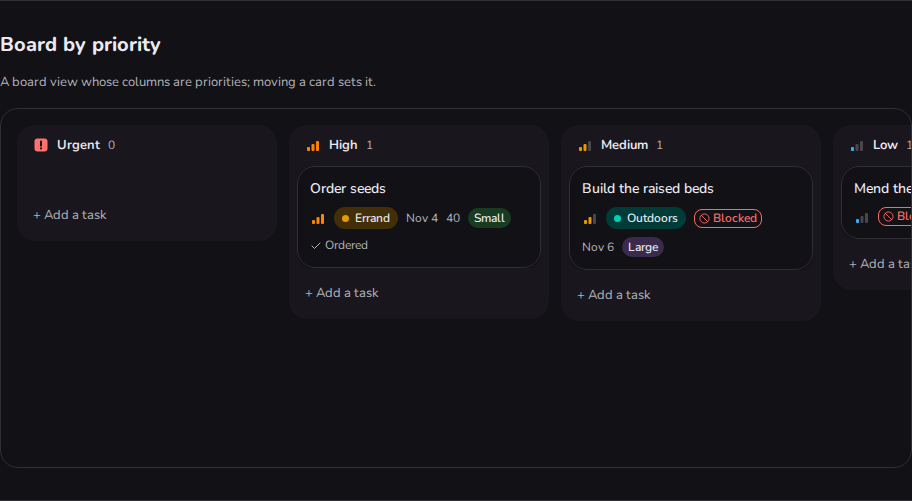 Board by priority
A board view whose columns are priorities; moving a card sets it.
Urgent 0
+ Add a task
High 1
Order seeds
Errand Nov 4 40 Small
✓ Ordered
+ Add a task
Medium 1
Build the raised beds
Outdoors Blocked
Nov 6 Large
+ Add a task
Low 1
Mend the
+ Add a